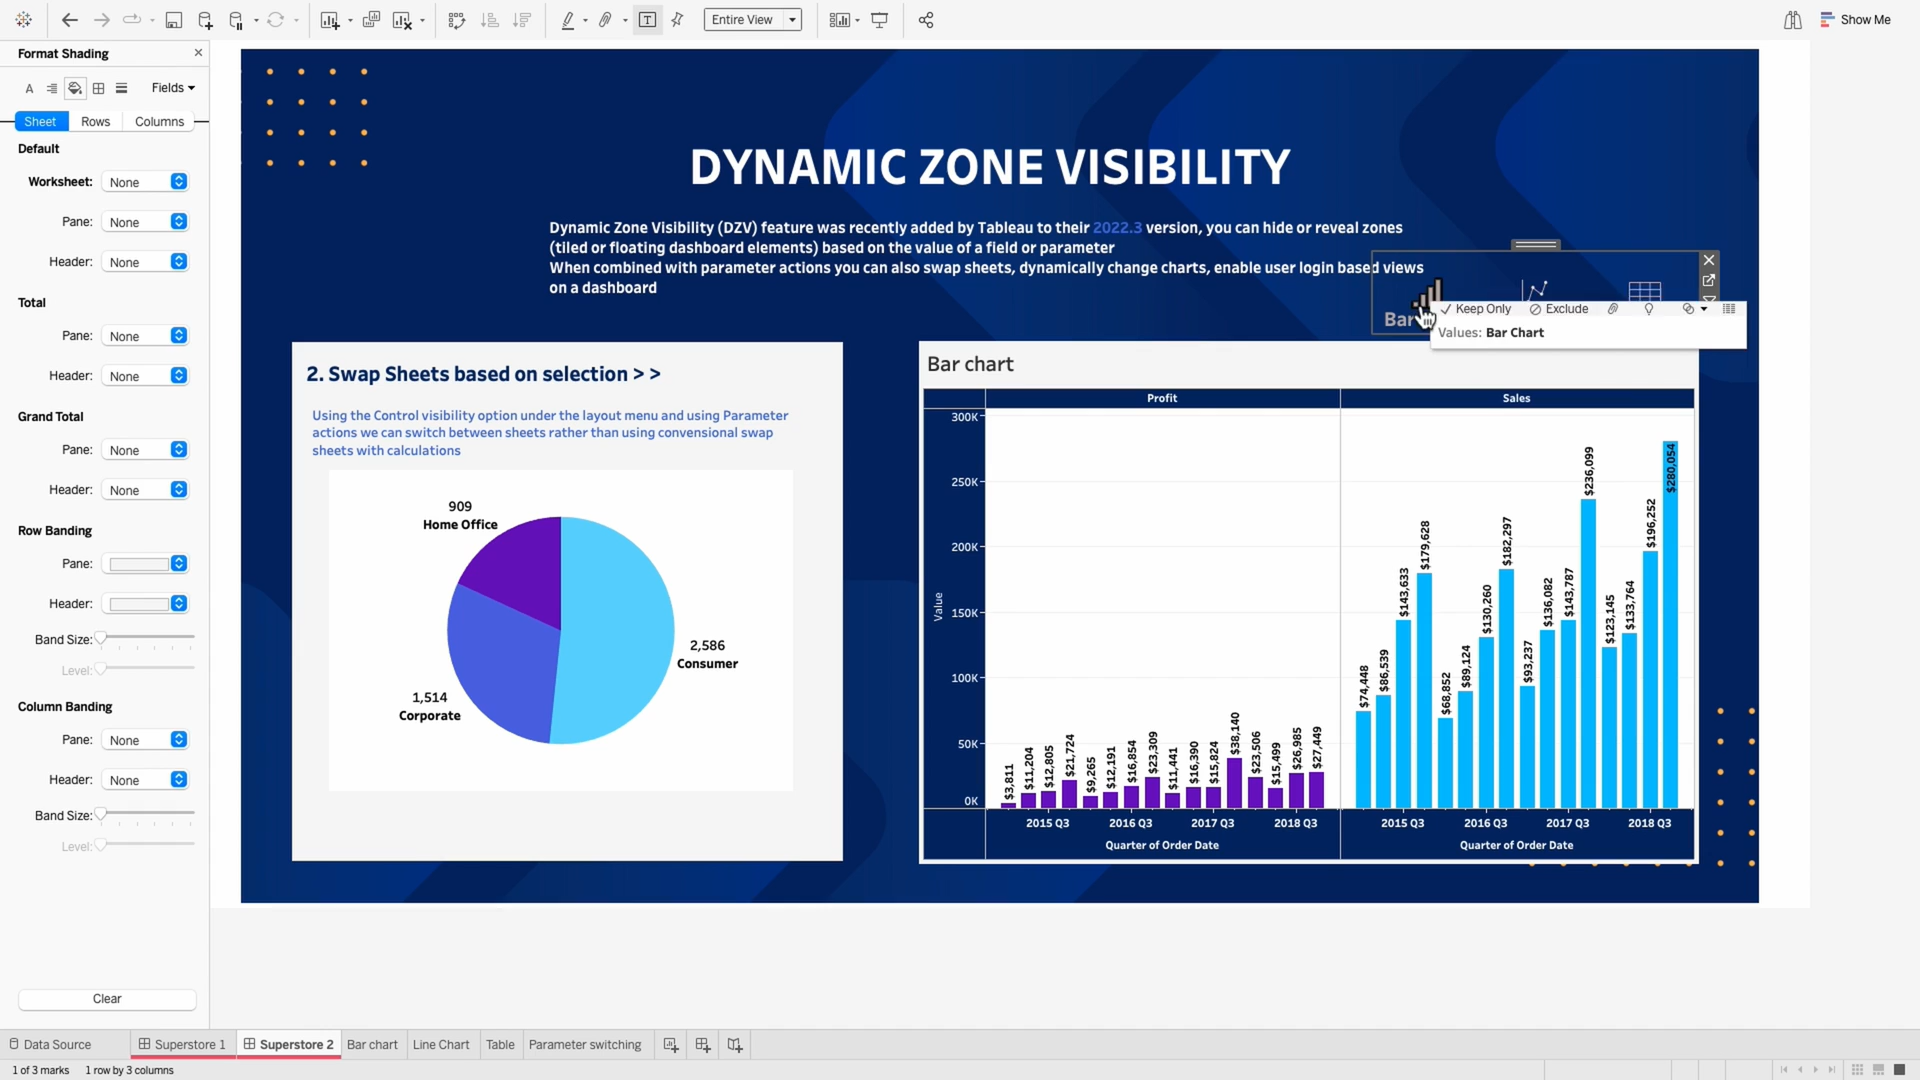 Entire View
Show Me
Format Shading
Fields
Sheet
Rows
Columns
Default
Worksheet: None
Pane: None
Header: None
Total
Pane: None
Header: None
Grand Total
Pane: None
Header: None
Row Banding
Pane:
Header:
Band Size:
Level:
Column Banding
Pane: None
Header: None
Band Size:
Level:
Clear
DYNAMIC ZONE VISIBILITY
Dynamic Zone Visibility (DZV) feature was recently added by Tableau to their 2022.3 version, you can hide or reveal zones
(tiled or floating dashboard elements) based on the value of a field or parameter
When combined with parameter actions you can also swap sheets, dynamically change charts, enable user login based views
on a dashboard
Bar
Keep Only
Exclude
Values: Bar Chart
2. Swap Sheets based on selection > >
Using the Control visibility option under the layout menu and using Parameter
actions we can switch between sheets rather than using convensional swap
sheets with calculations
909
Home Office
2,586
Consumer
1,514
Corporate
Bar chart
Profit
Sales
Value
300K
250K
200K
150K
100K
50K
0K
$3,811
$11,204
$12,805
$21,724
$9,265
$12,191
$16,854
$23,309
$11,441
$16,390
$15,824
$38,140
$23,506
$15,499
$26,985
$27,449
$74,448
$86,539
$143,633
$179,628
$68,852
$89,124
$130,260
$182,297
$93,237
$136,082
$143,787
$236,099
$123,145
$133,764
$196,252
$280,054
2015 Q3
2016 Q3
2017 Q3
2018 Q3
2015 Q3
2016 Q3
2017 Q3
2018 Q3
Quarter of Order Date
Quarter of Order Date
Data Source
Superstore 1
Superstore 2
Bar chart
Line Chart
Table
Parameter switching
1 of 3 marks
1 row by 3 columns